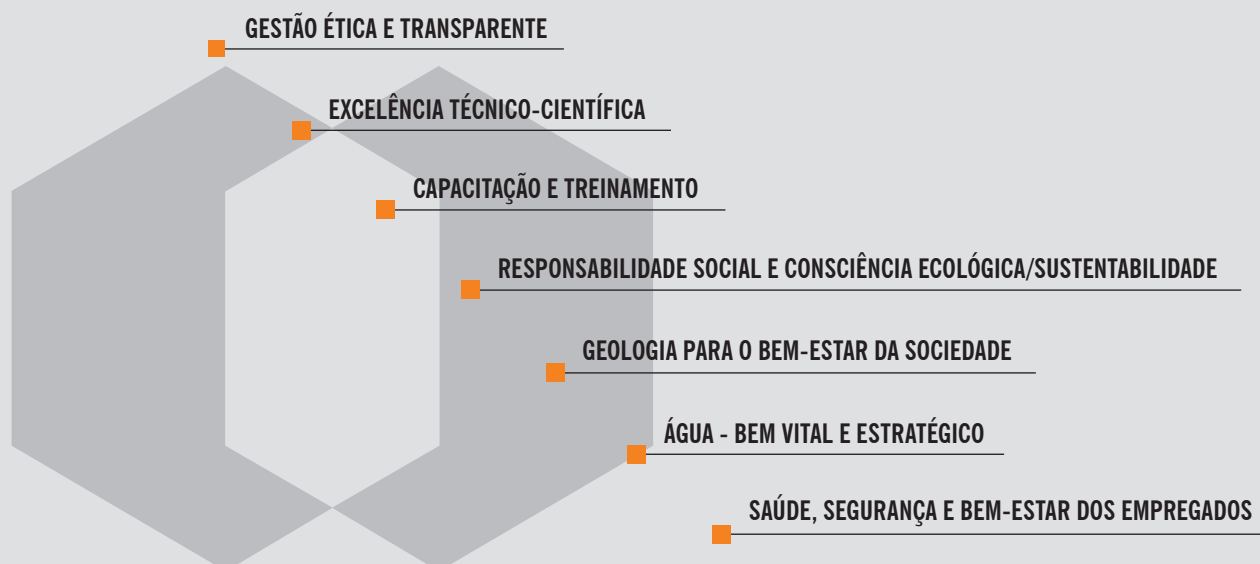 GESTÃO ÉTICA E TRANSPARENTE
EXCELÊNCIA TÉCNICO-CIENTÍFICA
CAPACITAÇÃO E TREINAMENTO
RESPONSABILIDADE SOCIAL E CONSCIÊNCIA ECOLÓGICA/SUSTENTABILIDADE
GEOLOGIA PARA O BEM-ESTAR DA SOCIEDADE
ÁGUA - BEM VITAL E ESTRATÉGICO
SAÚDE, SEGURANÇA E BEM-ESTAR DOS EMPREGADOS